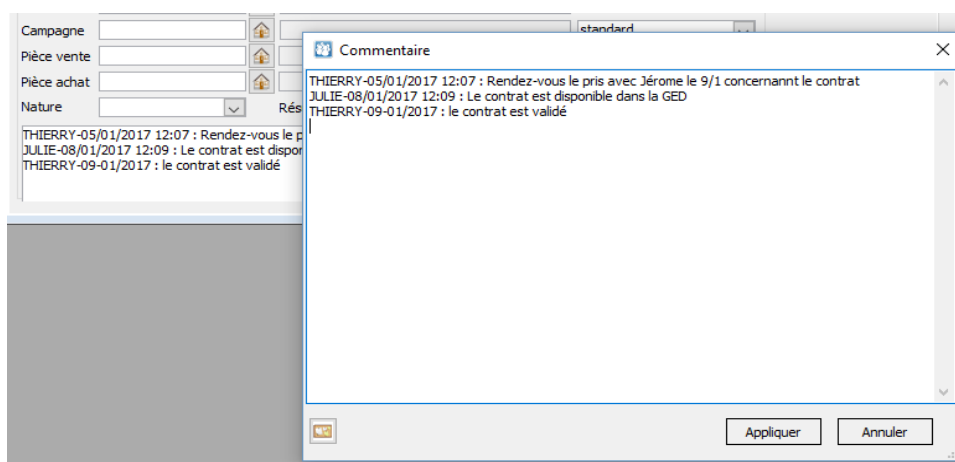 Campagne
standard
Pièce vente
Pièce achat
Nature
Rés
THIERRY-05/01/2017 12:07 : Rendez-vous le p
JULIE-08/01/2017 12:09 : Le contrat est dispor
THIERRY-09-01/2017 : le contrat est validé
Commentaire
THIERRY-05/01/2017 12:07 : Rendez-vous le pris avec Jérome le 9/1 concernannt le contrat
JULIE-08/01/2017 12:09 : Le contrat est disponible dans la GED
THIERRY-09-01/2017 : le contrat est validé
Appliquer
Annuler